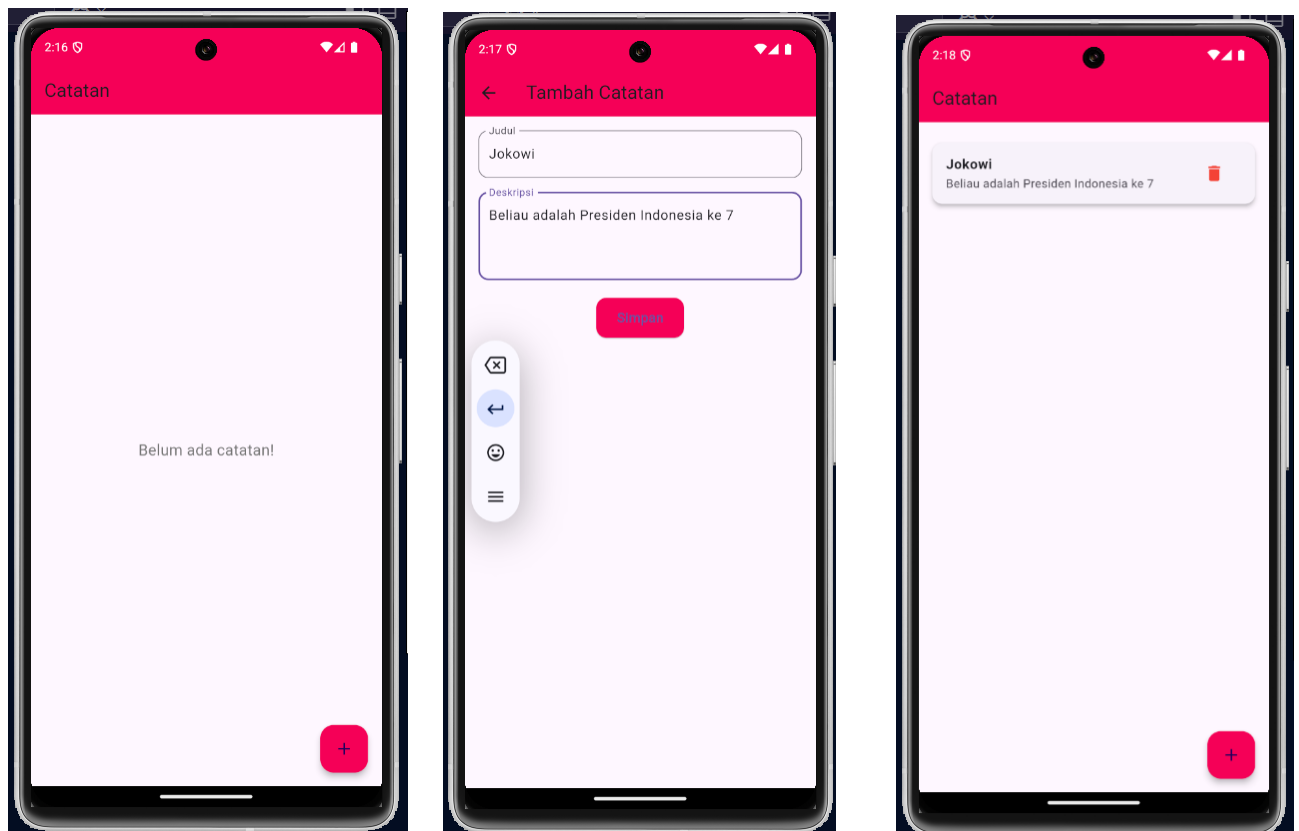 2:16
Catatan
Belum ada catatan!
+
2:17
Tambah Catatan
Judul
Jokowi
Deskripsi
Beliau adalah Presiden Indonesia ke 7
Simpan
2:18
Catatan
Jokowi
Beliau adalah Presiden Indonesia ke 7
+